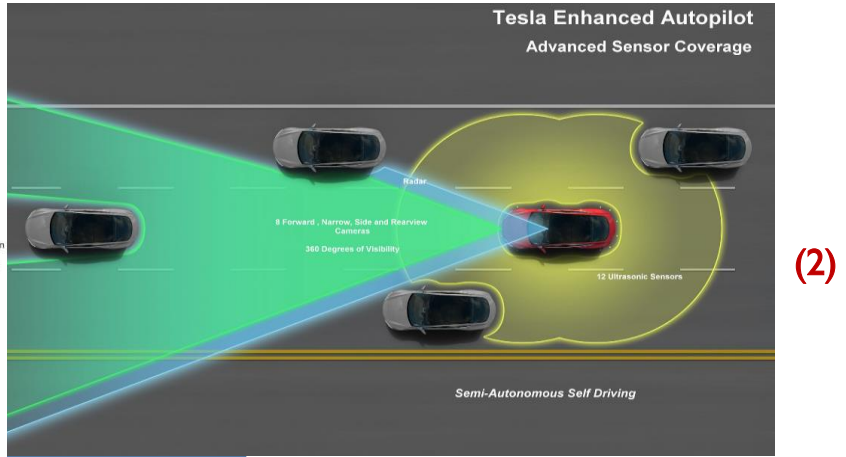 Tesla Enhanced Autopilot
Advanced Sensor Coverage
Radar
8 Forward , Narrow, Side and Rearview
Cameras
360 Degrees of Visibility
n
(2)
12 Ultrasonic Sensors
Semi-Autonomous Self Driving